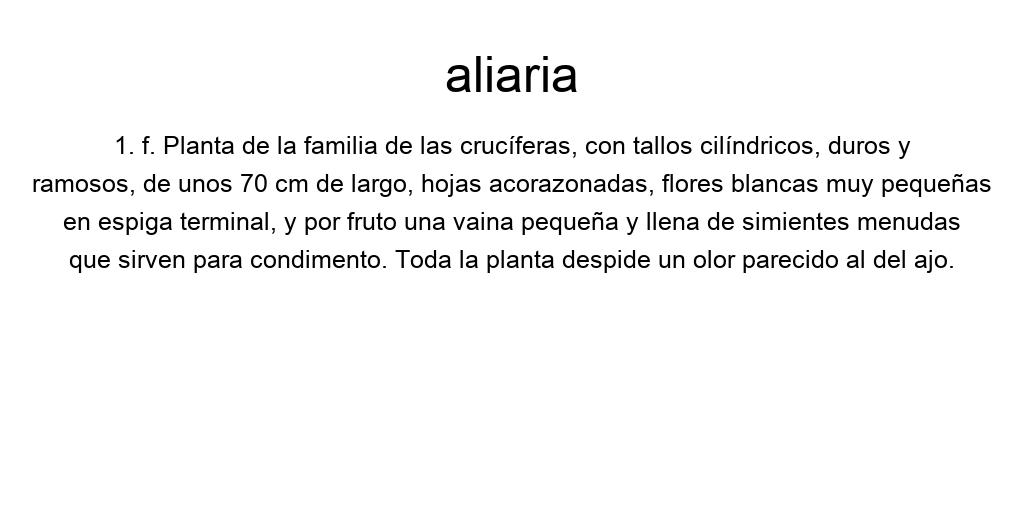 aliaria
1. f. Planta de la familia de las crucíferas, con tallos cilíndricos, duros y
ramosos, de unos 70 cm de largo, hojas acorazonadas, flores blancas muy pequeñas
en espiga terminal, y por fruto una vaina pequeña y llena de simientes menudas
que sirven para condimento. Toda la planta despide un olor parecido al del ajo.